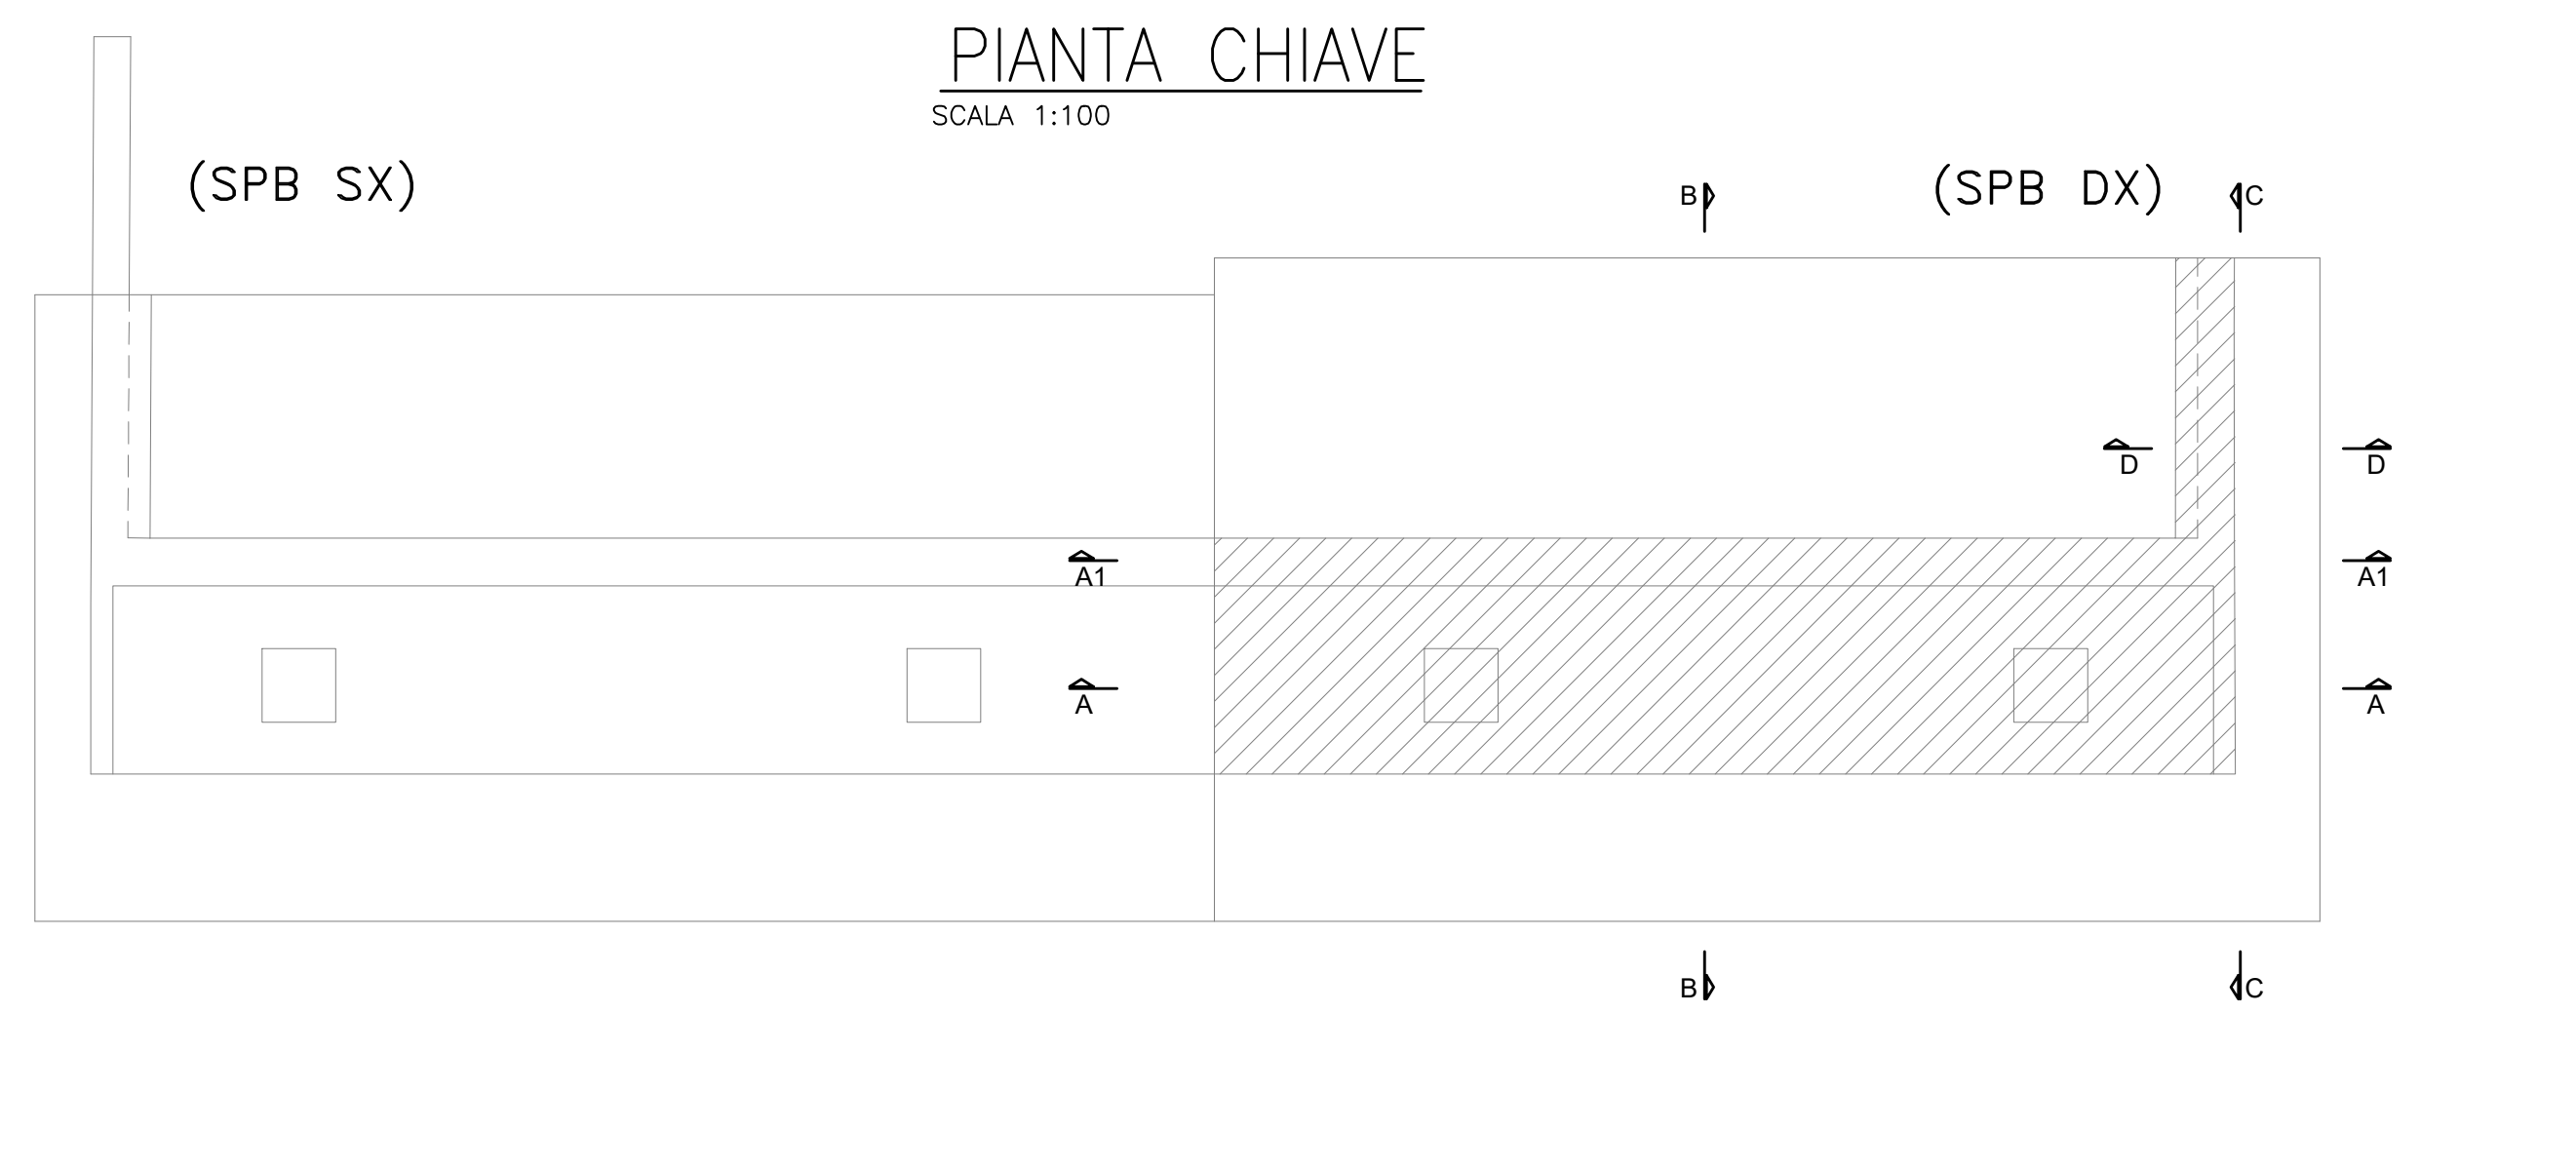 PIANTA CHIAVE
SCALA 1:100
(SPB SX)
(SPB DX)
B
C
D
D
A1
A1
A
A
B
C